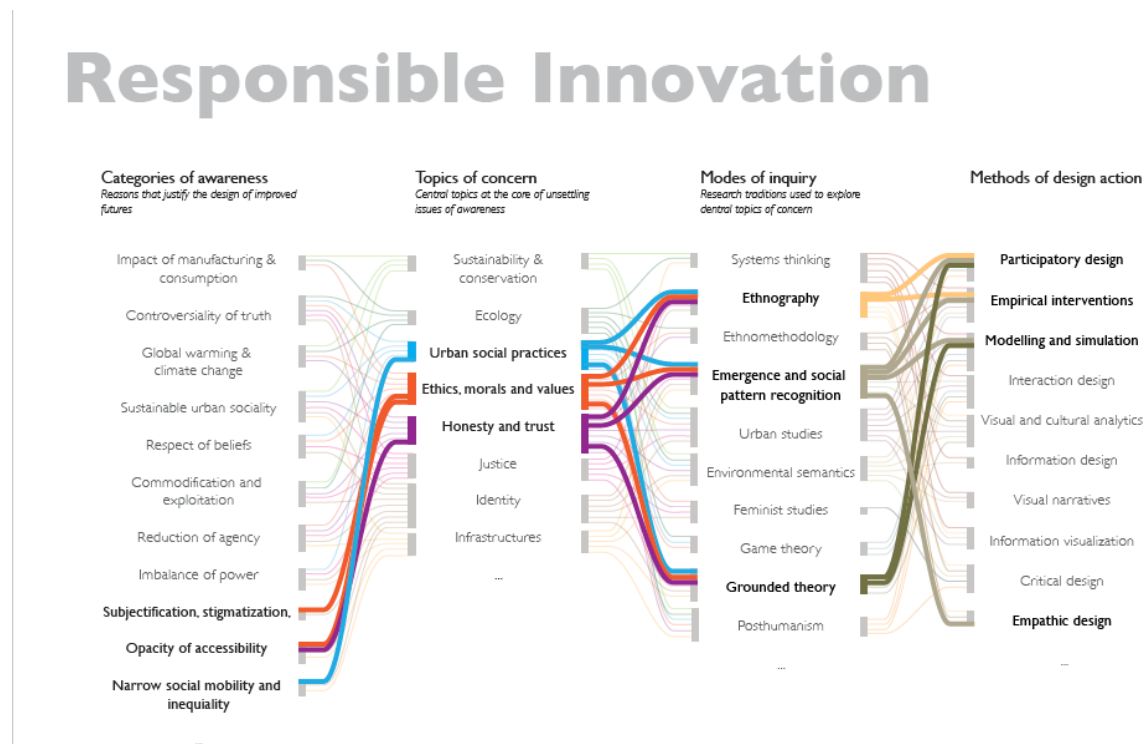 Responsible Innovation
Categories of awareness
Reasons that justify the design of improved
futures
Impact of manufacturing &
consumption
Controversiality of truth
Global warming &
climate change
Sustainable urban sociality
Respect of beliefs
Commodification and
exploitation
Reduction of agency
Imbalance of power
Subjectification, stigmatization,
Opacity of accessibility
Narrow social mobility and
inequiality
Topics of concern
Central topics at the core of unsettling
issues of awareness
Sustainability &
conservation
Ecology
Urban social practices
Ethics, morals and values
Honesty and trust
Justice
Identity
Infrastructures
...
Modes of inquiry
Research traditions used to explore
dentral topics of concern
Systems thinking
Ethnography
Ethnomethodology
Emergence and social
pattern recognition
Urban studies
Environmental semantics
Feminist studies
Game theory
Grounded theory
Posthumanism
...
Methods of design action
Participatory design
Empirical interventions
Modelling and simulation
Interaction design
Visual and cultural analytics
Information design
Visual narratives
Information visualization
Critical design
Empathic design
...